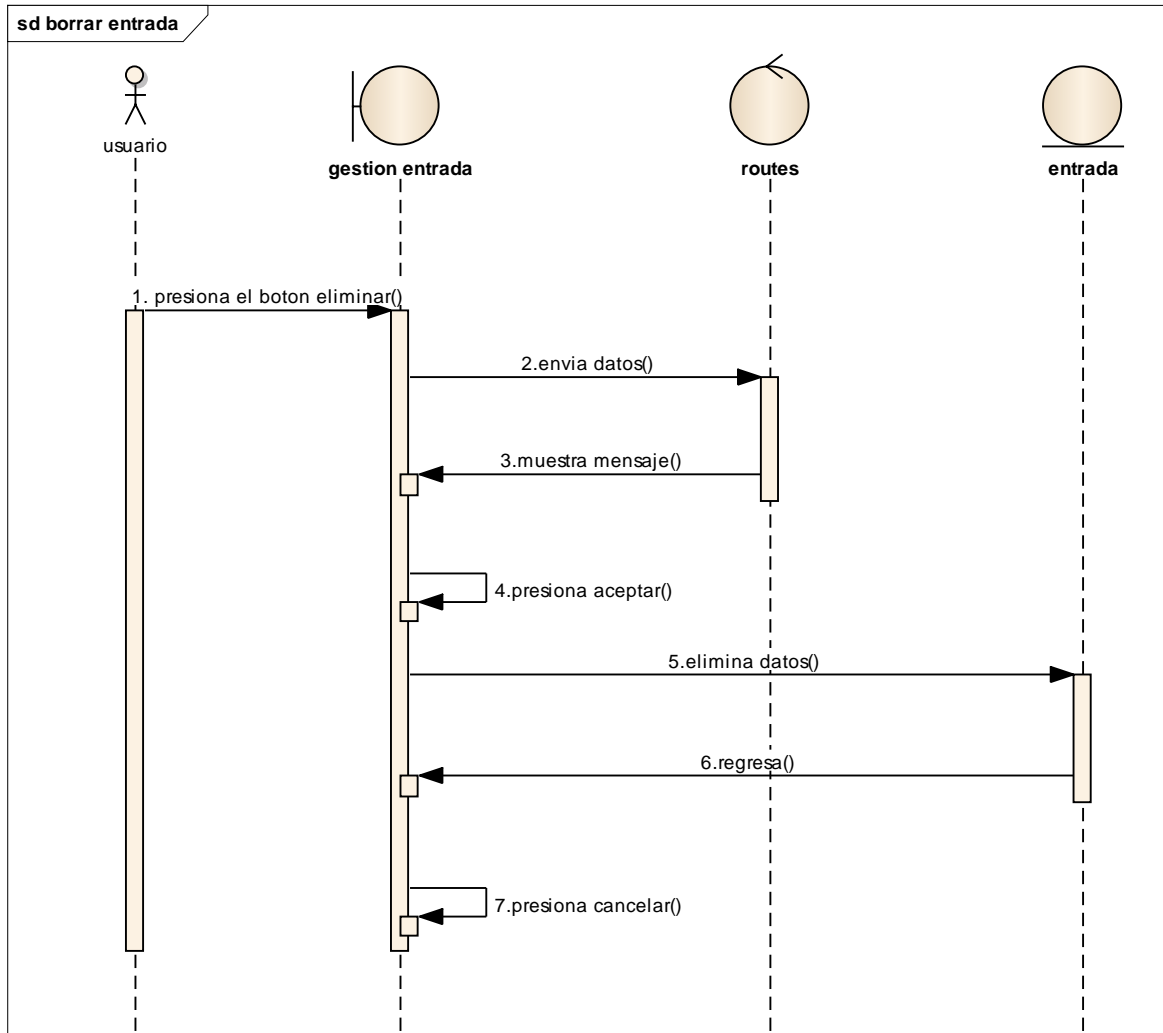 sd borrar entrada
usuario
gestion entrada
routes
entrada
1. presiona el boton eliminar()
2.envia datos()
3.muestra mensaje()
4.presiona aceptar()
5.elimina datos()
6.regresa()
7.presiona cancelar()